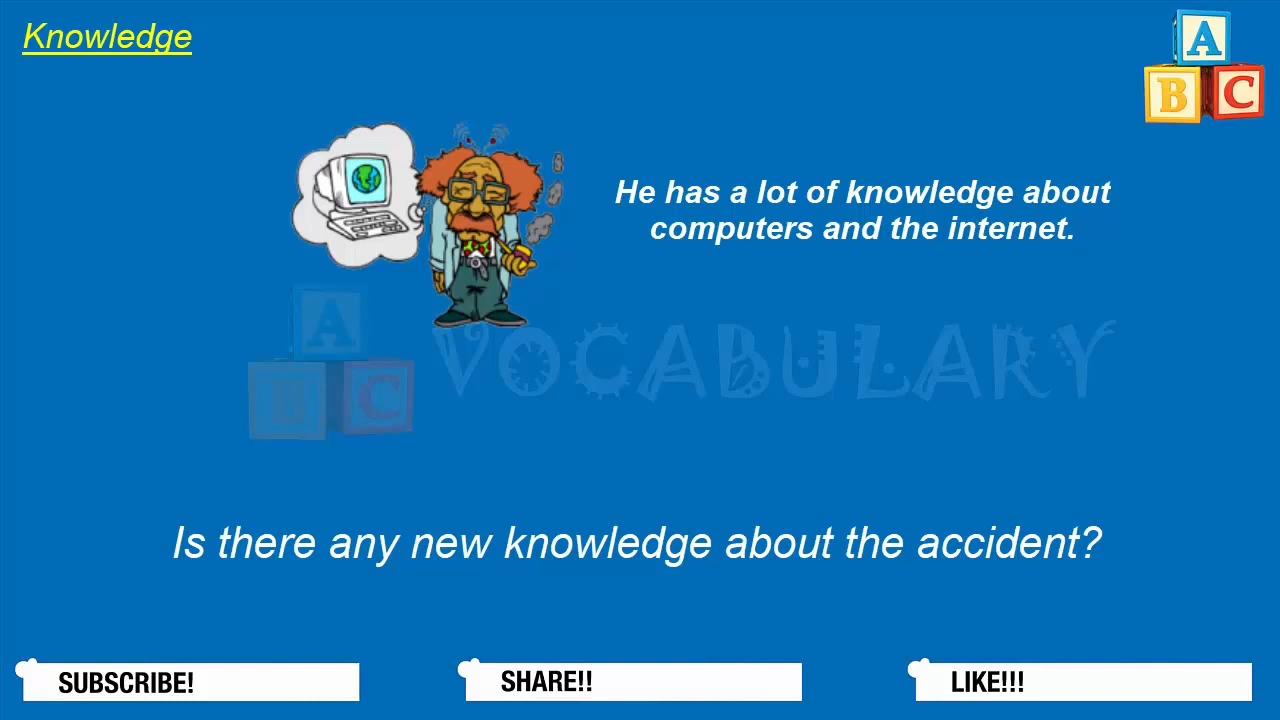 Knowledge
A
B C
He has a lot of knowledge about
computers and the internet.
A
B C
VOCABULARY
Is there any new knowledge about the accident?
SUBSCRIBE!
SHARE!!
LIKE!!!